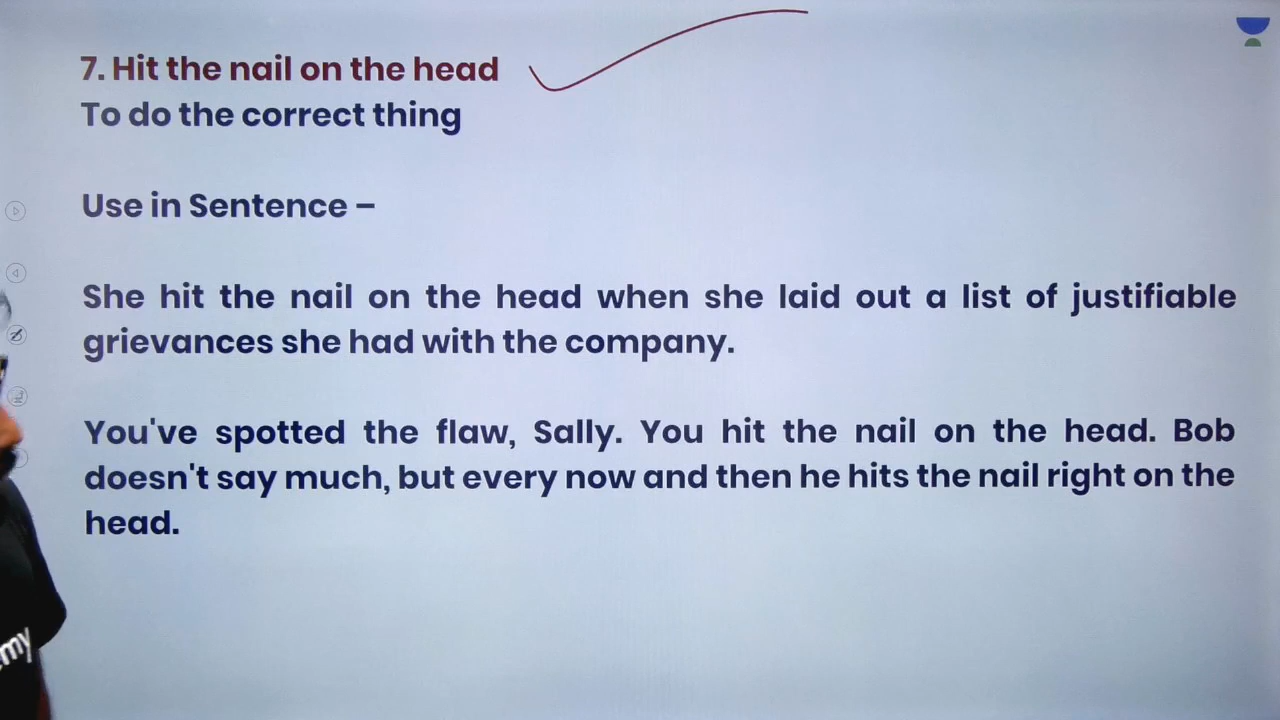 7. Hit the nail on the head
To do the correct thing
Use in Sentence –
She hit the nail on the head when she laid out a list of justifiable
grievances she had with the company.
You've spotted the flaw, Sally. You hit the nail on the head. Bob
doesn't say much, but every now and then he hits the nail right on the
head.
my